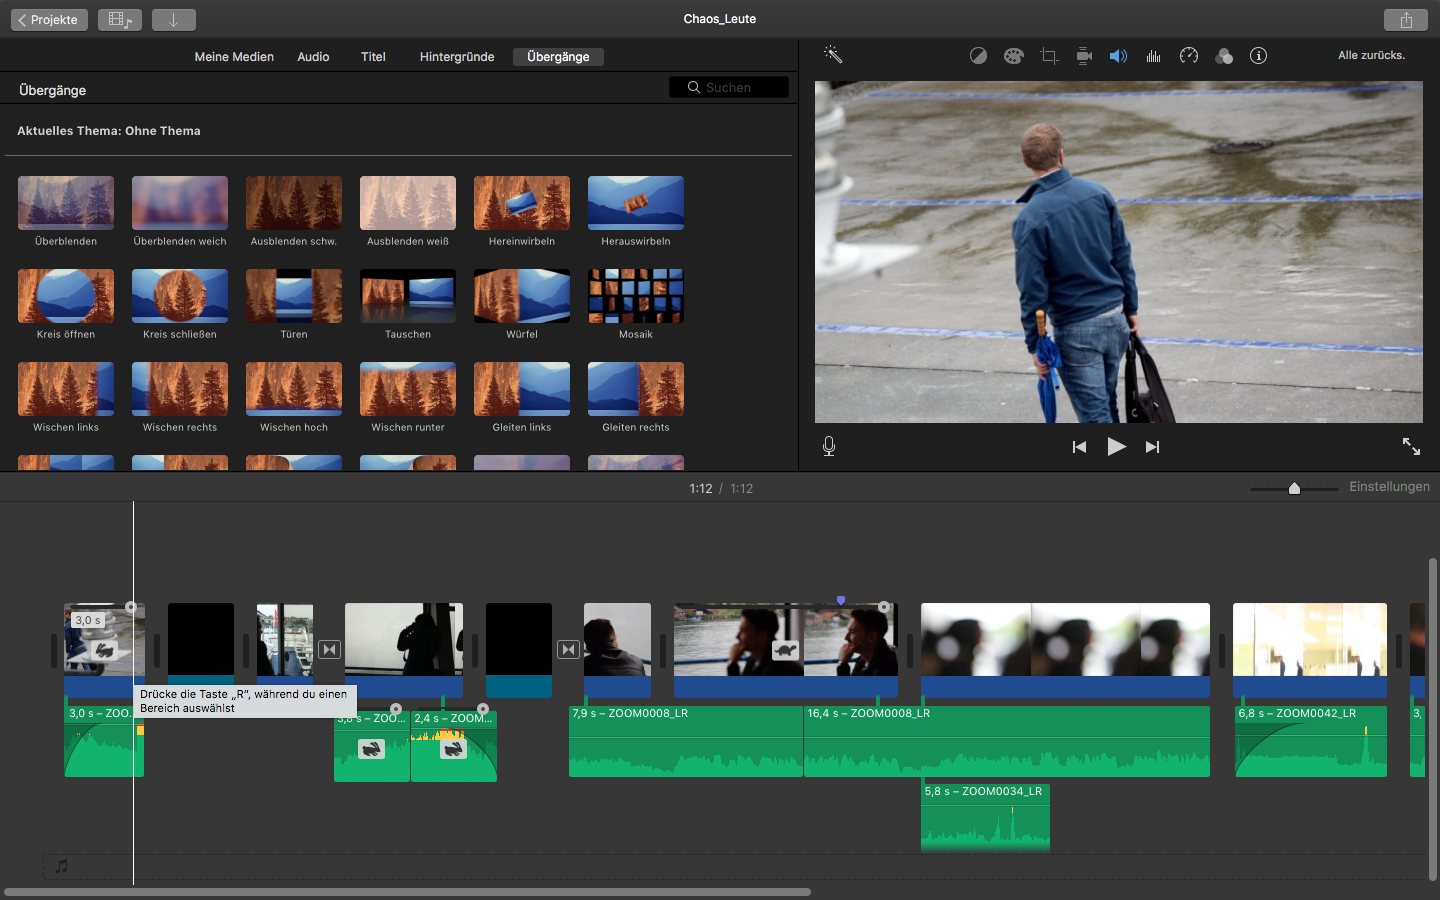 Projekte
Chaos_Leute
Meine Medien Audio Titel Hintergründe Übergänge
Alle zurücks.
Übergänge
Suchen
Aktuelles Thema: Ohne Thema
Überblenden Überblenden weich Ausblenden schw. Ausblenden weiß Hereinwirbeln Herauswirbeln
Kreis öffnen Kreis schließen Türen Tauschen Würfel Mosaik
Wischen links Wischen rechts Wischen hoch Wischen runter Gleiten links Gleiten rechts
1:12 / 1:12
Einstellungen
3,0 s
Drücke die Taste „R“, während du einen
Bereich auswählst
3,0 s – ZOO...
3,8 s – ZOO...
2,4 s – ZOOM...
7,9 s – ZOOM0008_LR
16,4 s – ZOOM0008_LR
6,8 s – ZOOM0042_LR
3,
5,8 s – ZOOM0034_LR